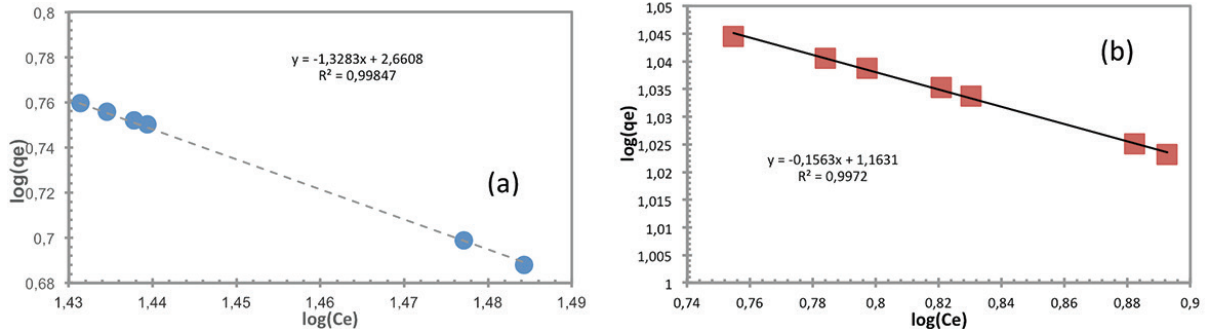 0,8
0,78
0,76
0,74
0,72
0,7
0,68
log(qe)
y = -1,3283x + 2,6608
R² = 0,99847
(a)
1,43 1,44 1,45 1,46 1,47 1,48 1,49
log(Ce)
1,05
1,045
1,04
1,035
1,03
1,025
1,02
1,015
1,01
1,005
1
log(qe)
(b)
y = -0,1563x + 1,1631
R² = 0,9972
0,74 0,76 0,78 0,8 0,82 0,84 0,86 0,88 0,9
log(Ce)